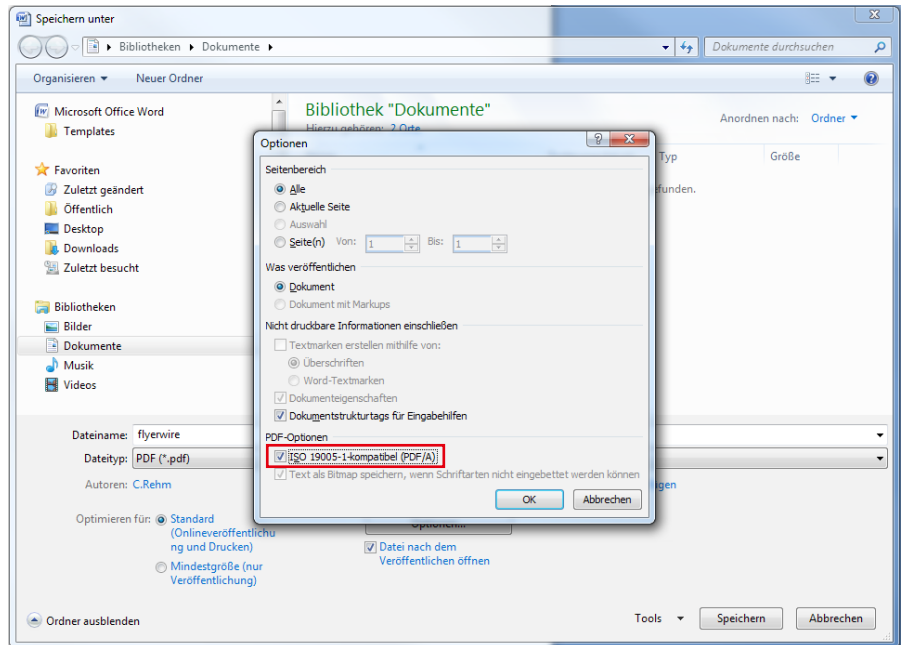 Speichern unter
Bibliotheken Dokumente
Dokumente durchsuchen
Organisieren Neuer Ordner
Microsoft Office Word
Templates
Favoriten
Zuletzt geändert
Öffentlich
Desktop
Downloads
Zuletzt besucht
Bibliotheken
Bilder
Dokumente
Musik
Videos
Bibliothek "Dokumente"
Hierzu gehören: 2 Orte
Anordnen nach: Ordner
Typ Größe
Optionen
Seitenbereich
Alle
Aktuelle Seite
Auswahl
Seite(n) Von: 1 Bis: 1
Was veröffentlichen
Dokument
Dokument mit Markups
Nicht druckbare Informationen einschließen
Textmarken erstellen mithilfe von:
Überschriften
Word-Textmarken
Dokumenteigenschaften
Dokumentstrukturtags für Eingabehilfen
PDF-Optionen
ISO 19005-1-kompatibel (PDF/A)
Text als Bitmap speichern, wenn Schriftarten nicht eingebettet werden können
OK Abbrechen
Dateiname: flyerwire
Dateityp: PDF (*.pdf)
Autoren: C.Rehm
Optimieren für: Standard
(Onlineveröffentlichu
ng und Drucken)
Mindestgröße (nur
Veröffentlichung)
Optionen...
Datei nach dem
Veröffentlichen öffnen
Ordner ausblenden
Tools Speichern Abbrechen